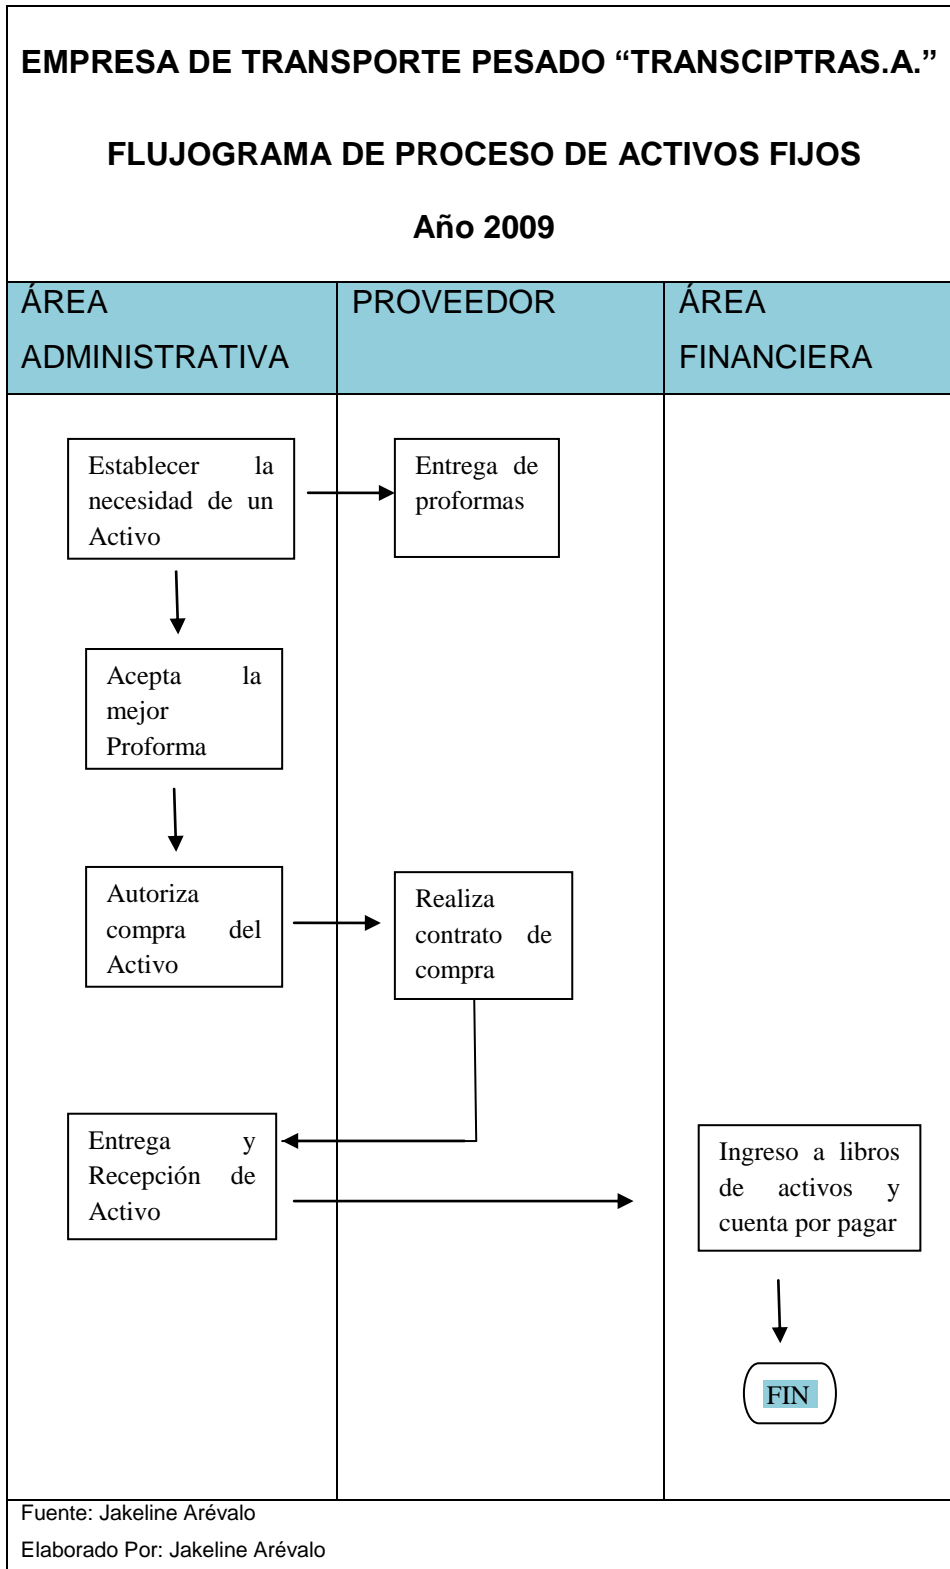 EMPRESA DE TRANSPORTE PESADO “TRANSCIPTRAS.A.”
FLUJOGRAMA DE PROCESO DE ACTIVOS FIJOS
Año 2009
ÁREA
ADMINISTRATIVA
PROVEEDOR
ÁREA
FINANCIERA
Establecer la
necesidad de un
Activo
Entrega de
proformas
Acepta la
mejor
Proforma
Autoriza
compra del
Activo
Realiza
contrato de
compra
Entrega y
Recepción de
Activo
Ingreso a libros
de activos y
cuenta por pagar
FIN
Fuente: Jakeline Arévalo
Elaborado Por: Jakeline Arévalo